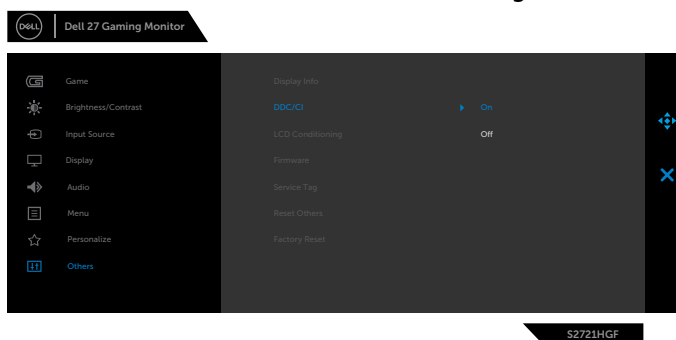 DELL
Dell 27 Gaming Monitor
Game
Display Info
Brightness/Contrast
DDC/CI
On
Input Source
LCD Conditioning
Off
Display
Firmware
Audio
Service Tag
Menu
Reset Others
Personalize
Factory Reset
Others
S2721HGF